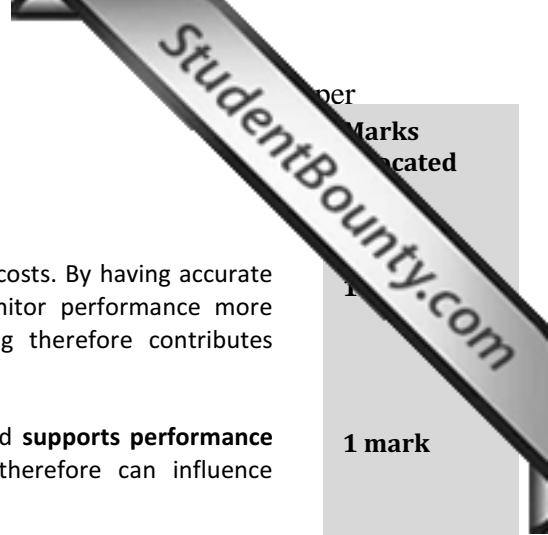 per
Marks
ocated
StudentBounty.com
costs. By having accurate
nitor performance more
g therefore contributes
1
d supports performance
1 mark
therefore can influence